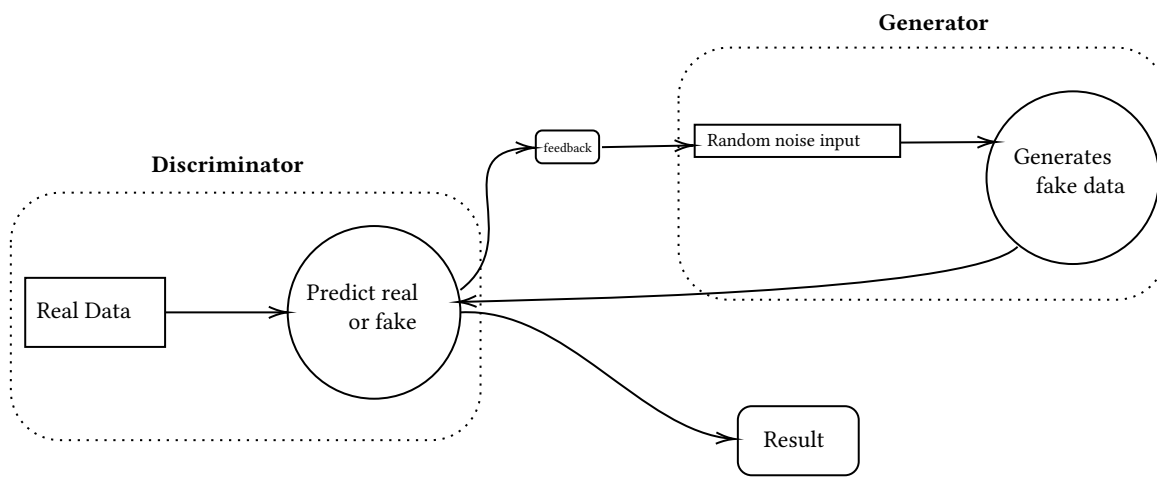 Generator
Discriminator
feedback
Random noise input
Generates
fake data
Real Data
Predict real
or fake
Result